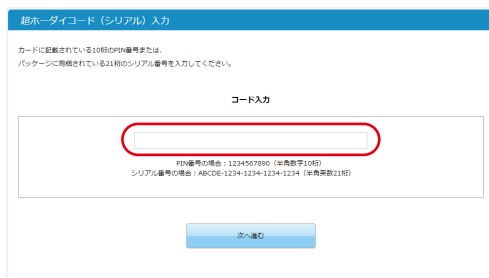 超ホーダイコード（シリアル）入力
カードに記載されている10桁のPIN番号または、
パッケージに同梱されている21桁のシリアル番号を入力してください。
コード入力
PIN番号の場合：1234567890（半角数字10桁）
シリアル番号の場合：ABCDE-1234-1234-1234-1234（半角英数21桁）
次へ進む